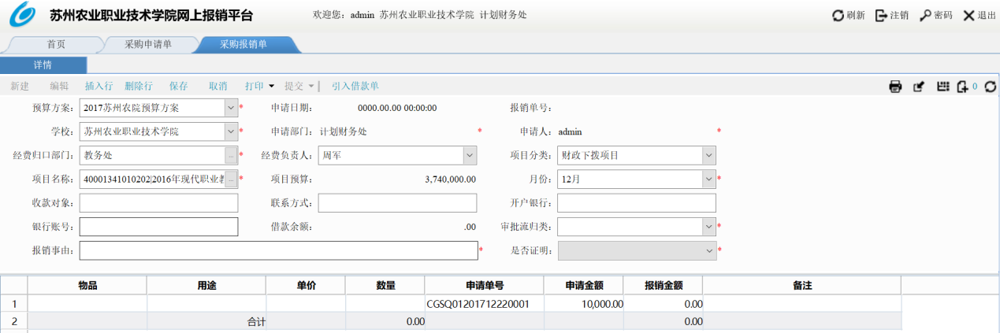 苏州农业职业技术学院网上报销平台 欢迎您：admin 苏州农业职业技术学院 计划财务处 刷新 注销 密码 退出
首页 采购申请单 采购报销单
详情
新建 编辑 插入行 删除行 保存 取消 打印 提交 引入借款单 0
预算方案： 2017苏州农院预算方案 * 申请日期： 0000.00.00 00:00:00 报销单号：
学校： 苏州农业职业技术学院 * 申请部门： 计划财务处 * 申请人： admin *
经费归口部门： 教务处 ... * 经费负责人： 周军 项目分类： 财政下拨项目
项目名称： 40001341010202|2016年现代职业 ... * 项目预算： 3,740,000.00 月份： 12月 *
收款对象： 联系方式： 开户银行：
银行账号： 借款余额： .00 审批流归类： *
报销事由： * 是否证明： *
物品 用途 单价 数量 申请单号 申请金额 报销金额 备注
1 CGSQ01201712220001 10,000.00 0.00
2 合计 0.00 0.00